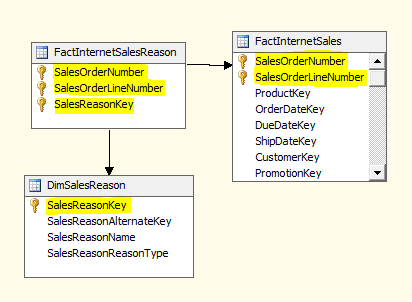 FactInternetSalesReason
SalesOrderNumber
SalesOrderLineNumber
SalesReasonKey
FactInternetSales
SalesOrderNumber
SalesOrderLineNumber
ProductKey
OrderDateKey
DueDateKey
ShipDateKey
CustomerKey
PromotionKey
DimSalesReason
SalesReasonKey
SalesReasonAlternateKey
SalesReasonName
SalesReasonReasonType